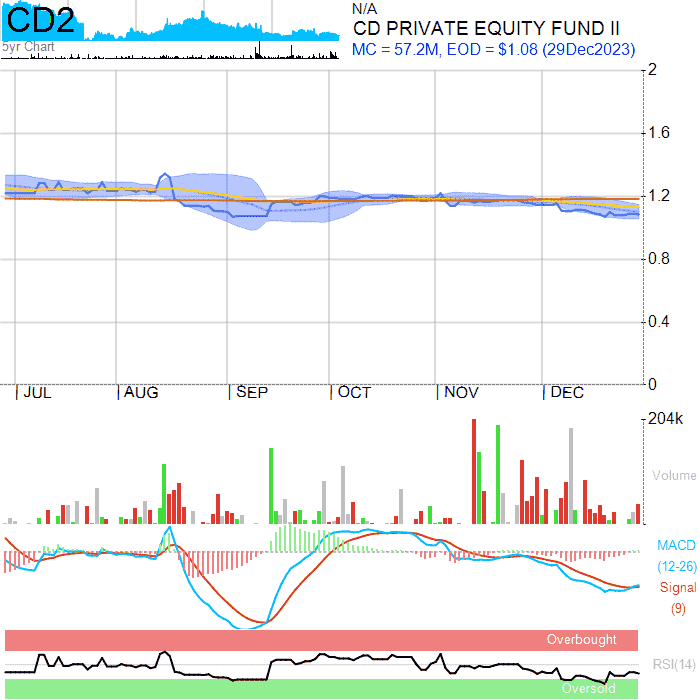 CD2
5yr Chart
N/A
CD PRIVATE EQUITY FUND II
MC = 57.2M, EOD = $1.08 (29Dec2023)
2
1.6
1.2
0.8
0.4
0
JUL AUG SEP OCT NOV DEC
204k
Volume
MACD
(12-26)
Signal
(9)
Overbought
RSI(14)
Oversold